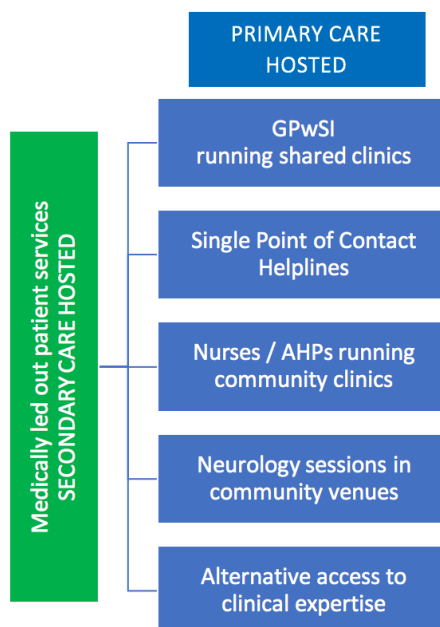 PRIMARY CARE
HOSTED
Medically led out patient services
SECONDARY CARE HOSTED
GPwSI
running shared clinics
Single Point of Contact
Helplines
Nurses / AHPs running
community clinics
Neurology sessions in
community venues
Alternative access to
clinical expertise